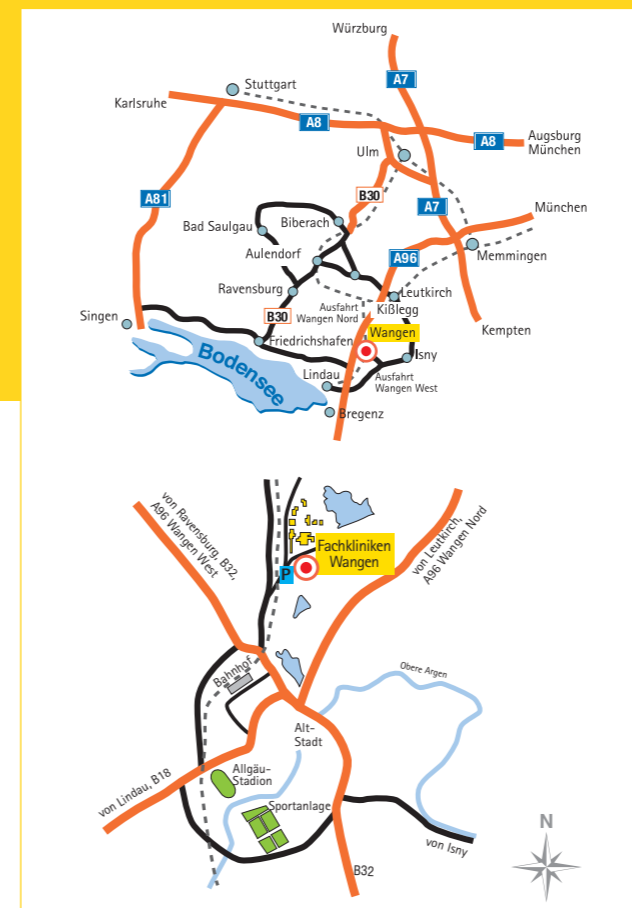 Würzburg
A7
Stuttgart
Karlsruhe
A8
A8
Augsburg
München
Ulm
B30
A81
A7
München
Bad Saulgau
Biberach
Aulendorf
A96
Memmingen
Ravensburg
Leutkirch
Ausfahrt
Wangen Nord
Kißlegg
Singen
B30
Kempten
Friedrichshafen
Wangen
Isny
Bodensee
Lindau
Ausfahrt
Wangen West
Bregenz
von Ravensburg, B32,
A96 Wangen West
von Leutkirch,
A96 Wangen Nord
Fachkliniken
Wangen
P
Bahnhof
Obere Argen
Alt-
Stadt
Allgäu-
Stadion
von Lindau, B18
Sportanlage
von Isny
B32
N